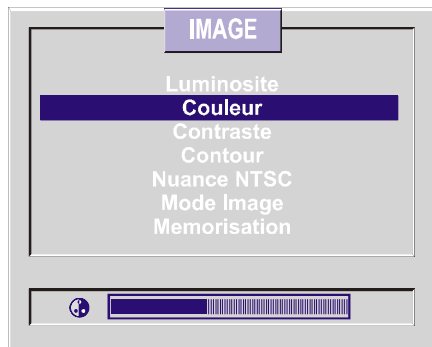 IMAGE
Luminosite
Couleur
Contraste
Contour
Nuance NTSC
Mode Image
Memorisation